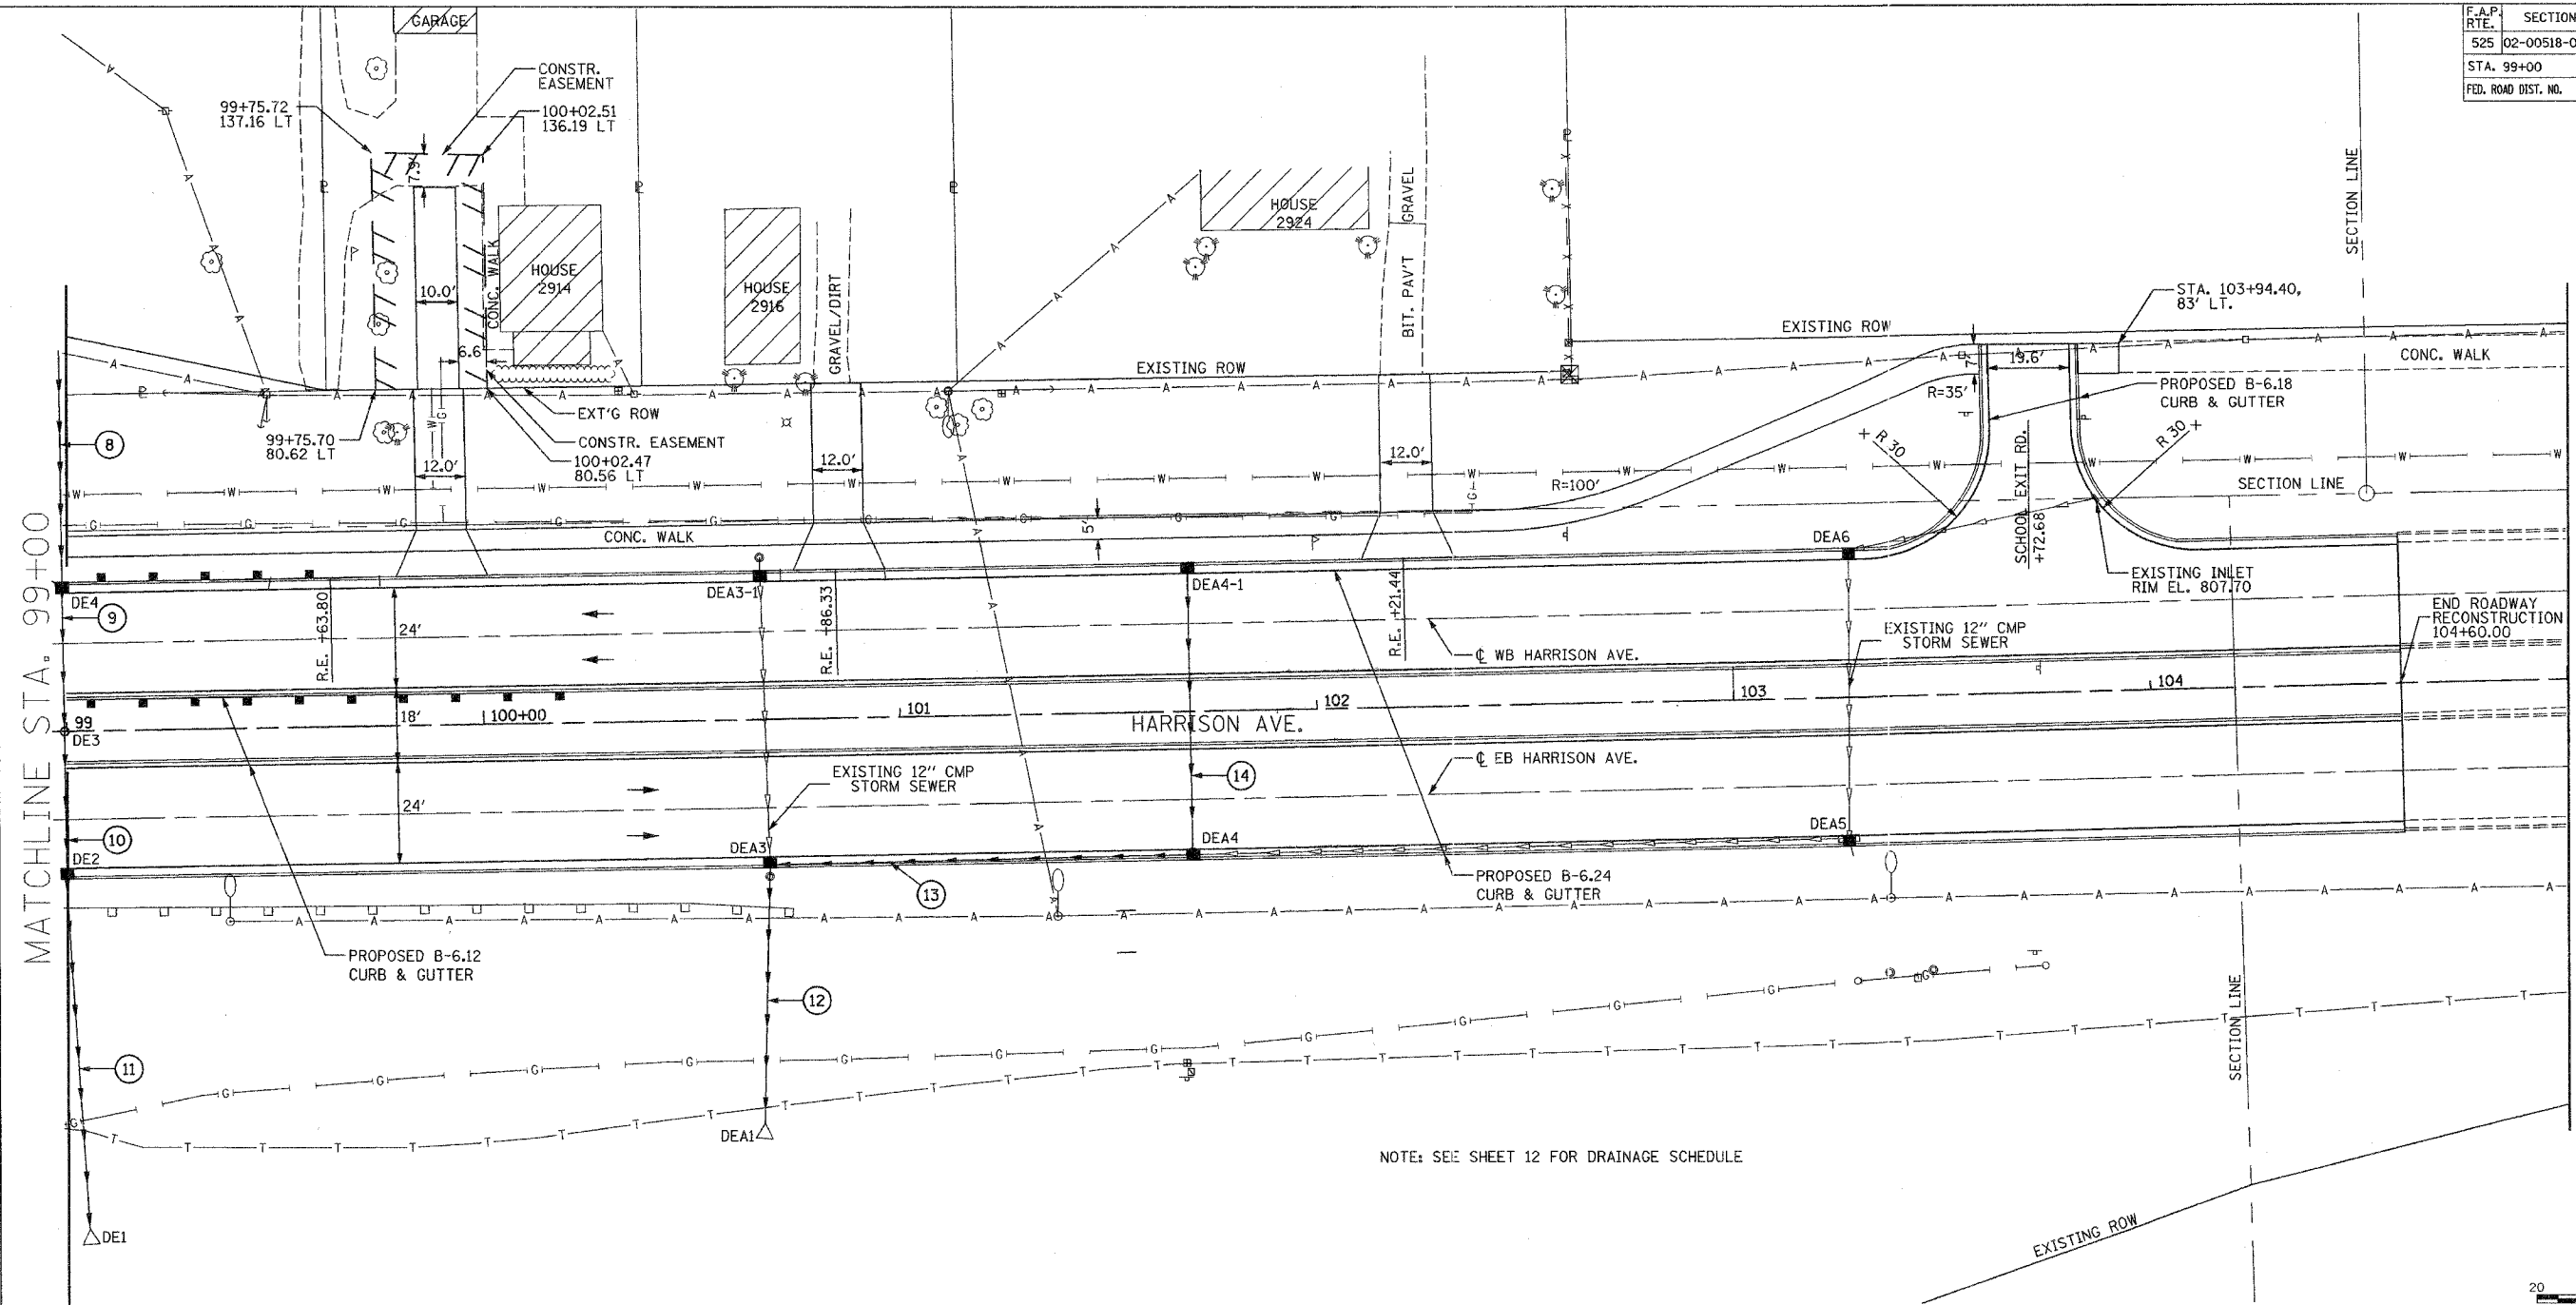 F.A.P. RTE. SECTION
525 02-00518-0
STA. 99+00
FED. ROAD DIST. NO.
GARAGE
CONSTR.
EASEMENT
99+75.72
137.16 LT
100+02.51
136.19 LT
7.9'
10.0'
CONC. WALK
HOUSE
2914
6.6'
HOUSE
2916
GRAVEL/DIRT
HOUSE
2924
BIT. PAV'T
GRAVEL
SECTION LINE
STA. 103+94.40,
83' LT.
EXISTING ROW
EXISTING ROW
CONC. WALK
7'
19.6'
R=35'
PROPOSED B-6.18
CURB & GUTTER
EXT'G ROW
CONSTR. EASEMENT
99+75.70
80.62 LT
100+02.47
80.56 LT
12.0'
12.0'
12.0'
R 30
R 30
R=100'
SECTION LINE
SCHOOL EXIT RD.
+72.68
5'
CONC. WALK
DEA6
EXISTING INLET
RIM EL. 807.70
8
DE4
9
DEA3-1
DEA4-1
R.E. +63.80
R.E. +86.33
R.E. +21.44
24'
END ROADWAY
RECONSTRUCTION
104+60.00
EXISTING 12" CMP
STORM SEWER
℄ WB HARRISON AVE.
MATCHLINE STA. 99+00
99
DE3
18'
100+00
101
102
103
104
HARRISON AVE.
℄ EB HARRISON AVE.
EXISTING 12" CMP
STORM SEWER
14
24'
10
DE2
DEA3
DEA4
DEA5
13
PROPOSED B-6.24
CURB & GUTTER
PROPOSED B-6.12
CURB & GUTTER
12
11
DEA1
SECTION LINE
NOTE: SEE SHEET 12 FOR DRAINAGE SCHEDULE
DE1
EXISTING ROW
20